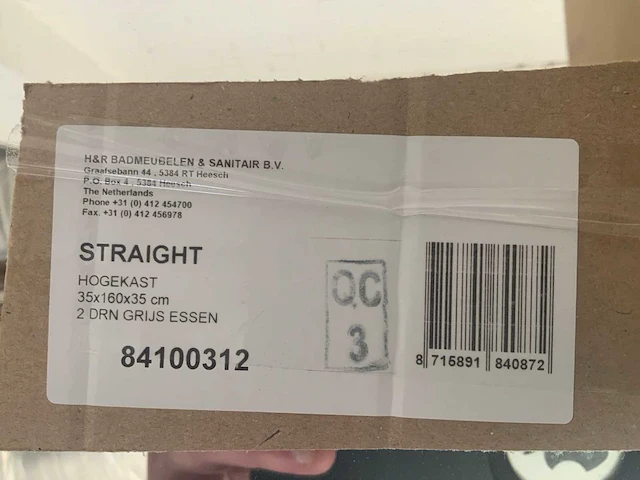 H&R BADMEUBELEN & SANITAIR B.V.
Graafsebann 44 . 5384 RT Heesch
P.O. Box 4 . 5384 Heesch
The Netherlands
Phone +31 (0) 412 454700
Fax. +31 (0) 412 456978
STRAIGHT
HOGEKAST
35x160x35 cm
2 DRN GRIJS ESSEN
84100312
QC
3
8 715891 840872